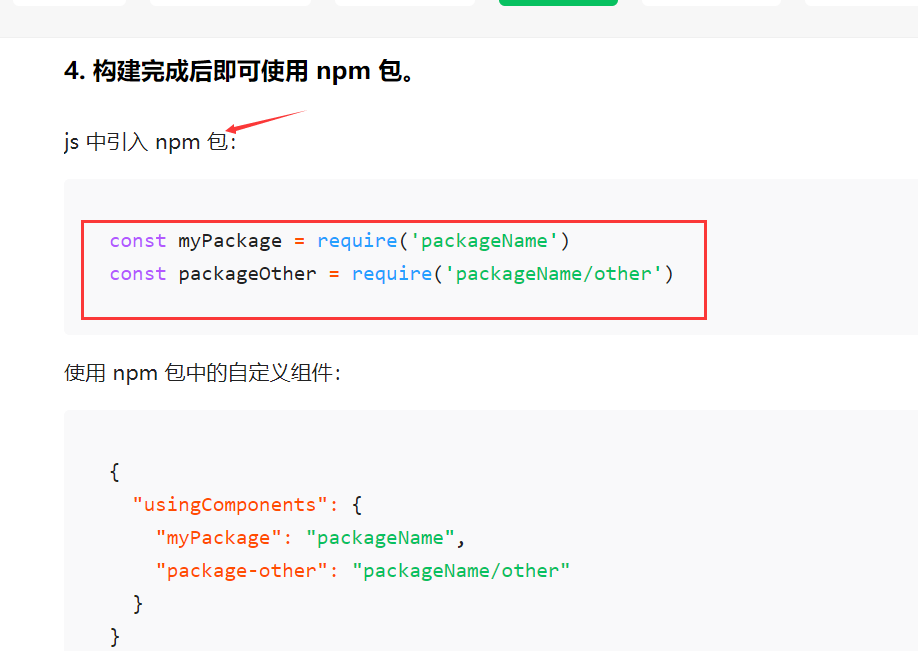 4. 构建完成后即可使用 npm 包。
js 中引入 npm 包：
const myPackage = require('packageName')
const packageOther = require('packageName/other')
使用 npm 包中的自定义组件：
{
"usingComponents": {
"myPackage": "packageName",
"package-other": "packageName/other"
}
}